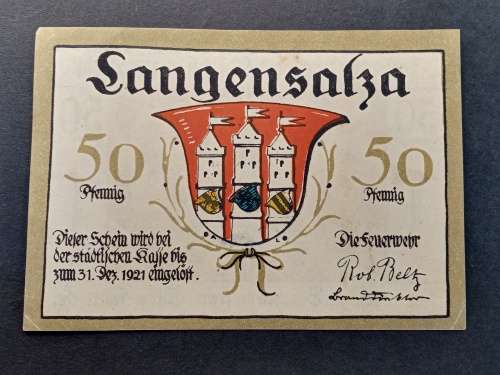 Langensalza
50
Pfennig
50
Pfennig
Dieser Schein wird bei
der städtischen Kasse bis
zum 31. Dez. 1921 eingelöst.
Die Feuerwehr
Rob. Beltz
Branddirektor
A L